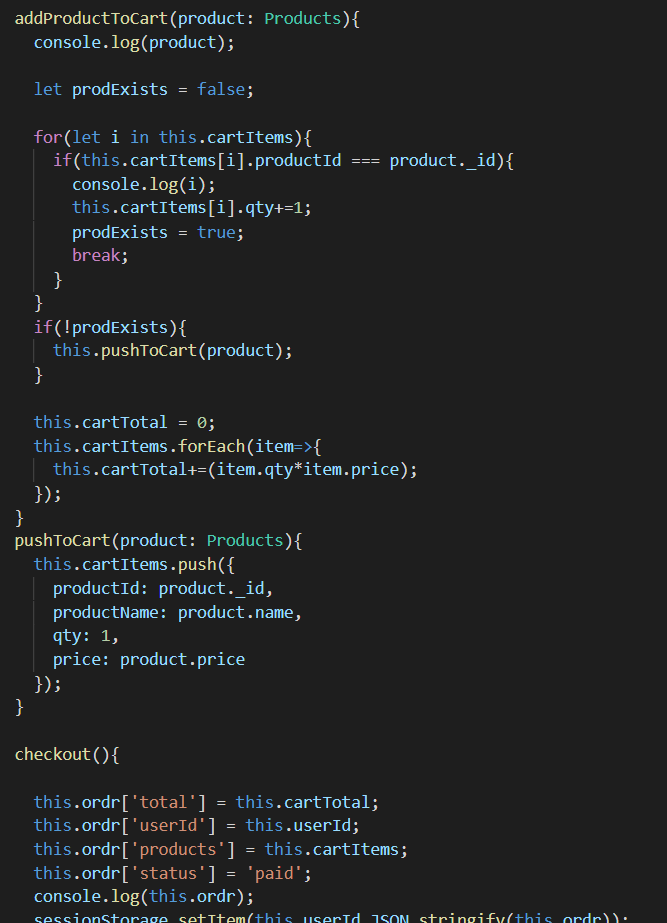 addProductToCart(product: Products){
console.log(product);
let prodExists = false;
for(let i in this.cartItems){
if(this.cartItems[i].productId === product._id){
console.log(i);
this.cartItems[i].qty+=1;
prodExists = true;
break;
}
}
if(!prodExists){
this.pushToCart(product);
}
this.cartTotal = 0;
this.cartItems.forEach(item=>{
this.cartTotal+=(item.qty*item.price);
});
}
pushToCart(product: Products){
this.cartItems.push({
productId: product._id,
productName: product.name,
qty: 1,
price: product.price
});
}
checkout(){
this.ordr['total'] = this.cartTotal;
this.ordr['userId'] = this.userId;
this.ordr['products'] = this.cartItems;
this.ordr['status'] = 'paid';
console.log(this.ordr);
sessionStorage.setItem(this.userId,JSON.stringify(this.ordr));